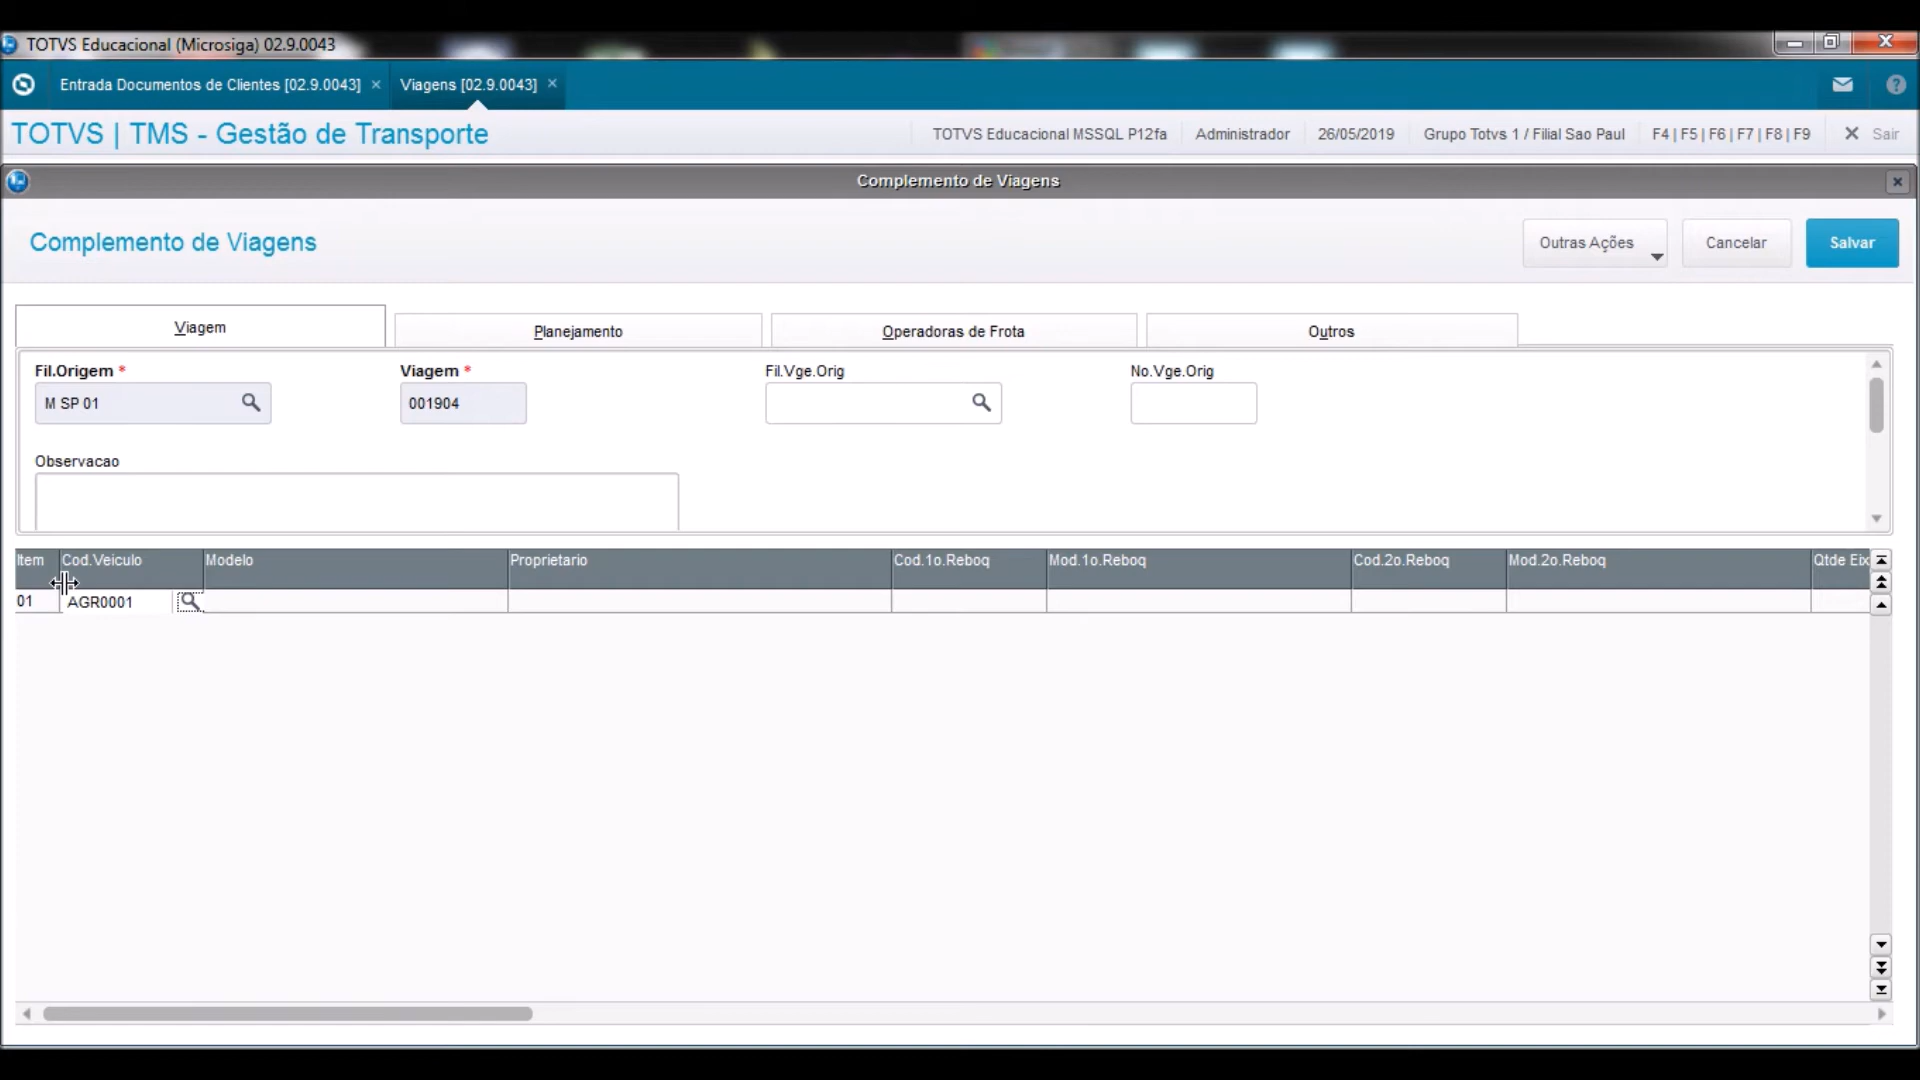 TOTVS Educacional (Microsiga) 02.9.0043
Entrada Documentos de Clientes [02.9.0043] × Viagens [02.9.0043] ×
TOTVS | TMS - Gestão de Transporte
TOTVS Educacional MSSQL P12fa Administrador 26/05/2019 Grupo Totvs 1 / Filial Sao Paul F4 | F5 | F6 | F7 | F8 | F9 Sair
Complemento de Viagens
Complemento de Viagens
Outras Ações Cancelar Salvar
Viagem Planejamento Operadoras de Frota Outros
Fil.Origem * Viagem * Fil.Vge.Orig No.Vge.Orig
M SP 01 001904
Observacao
Item Cod.Veiculo Modelo Proprietario Cod.1o.Reboq Mod.1o.Reboq Cod.2o.Reboq Mod.2o.Reboq Qtde Eix
01 AGR0001